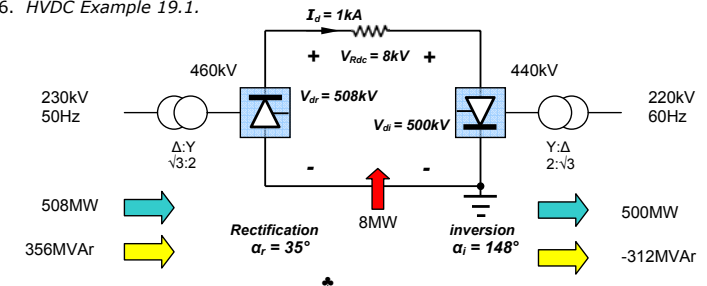 6. HVDC Example 19.1.
I_d = 1kA
+ V_Rdc = 8kV +
460kV
440kV
230kV
50Hz
V_dr = 508kV
V_di = 500kV
220kV
60Hz
Δ:Y
√3:2
Y:Δ
2:√3
- -
508MW
8MW
500MW
Rectification
α_r = 35°
inversion
α_i = 148°
356MVAr
-312MVAr
♣